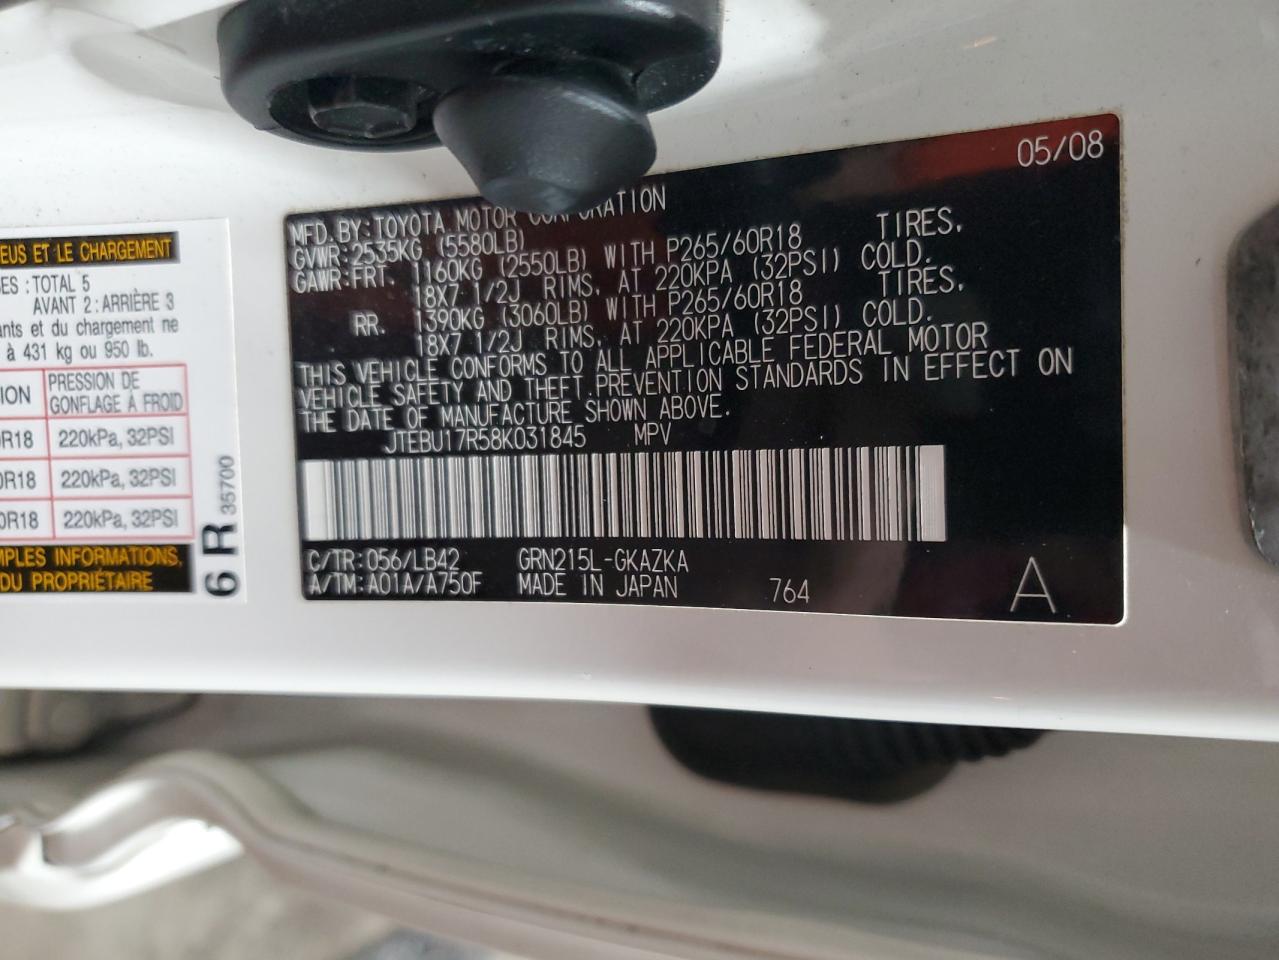 EUS ET LE CHARGEMENT
ES : TOTAL 5
AVANT 2 : ARRIÈRE 3
ants et du chargement ne
à 431 kg ou 950 lb.
ION PRESSION DE GONFLAGE À FROID
0R18 220kPa, 32PSI
0R18 220kPa, 32PSI
0R18 220kPa, 32PSI
MPLES INFORMATIONS,
DU PROPRIÉTAIRE
6 R 35700
05/08
MFD. BY: TOYOTA MOTOR CORPORATION
GVWR: 2535KG (5580LB)
GAWR: FRT. 1160KG (2550LB) WITH P265/60R18 TIRES,
18X7 1/2J RIMS, AT 220KPA (32PSI) COLD.
RR. 1390KG (3060LB) WITH P265/60R18 TIRES,
18X7 1/2J RIMS, AT 220KPA (32PSI) COLD.
THIS VEHICLE CONFORMS TO ALL APPLICABLE FEDERAL MOTOR
VEHICLE SAFETY AND THEFT PREVENTION STANDARDS IN EFFECT ON
THE DATE OF MANUFACTURE SHOWN ABOVE.
JTEBU17R58K031845 MPV
C/TR: 056/LB42 GRN215L-GKAZKA
A/TM: A01A/A750F MADE IN JAPAN 764
A